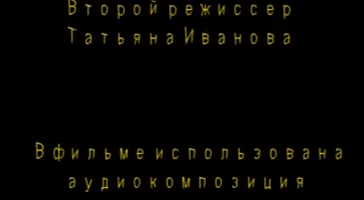 Второй режиссер
Татьяна Иванова
В фильме использована
аудиокомпозиция